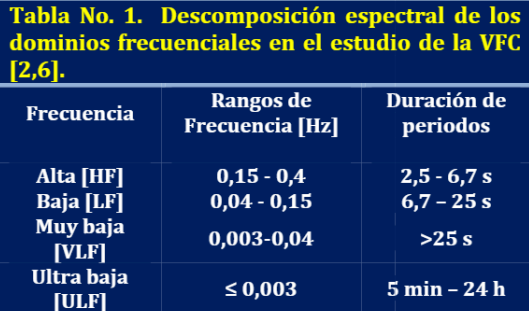 Tabla No. 1. Descomposición espectral de los
dominios frecuenciales en el estudio de la VFC
[2,6].
Frecuencia
Rangos de
Frecuencia [Hz]
Duración de
periodos
Alta [HF] 0,15 - 0,4 2,5 - 6,7 s
Baja [LF] 0,04 - 0,15 6,7 – 25 s
Muy baja
[VLF]
0,003-0,04 >25 s
Ultra baja
[ULF]
≤ 0,003 5 min – 24 h